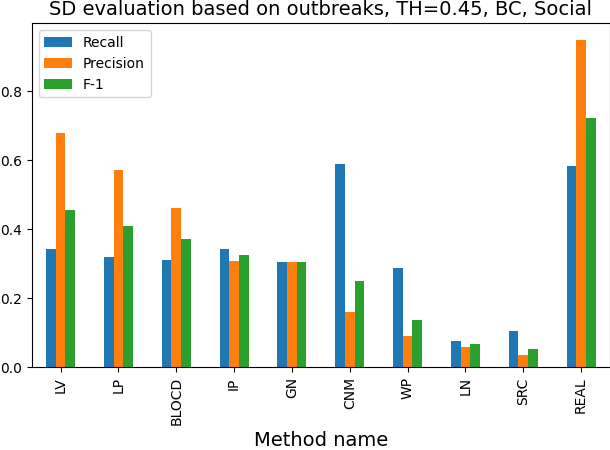 SD evaluation based on outbreaks, TH=0.45, BC, Social
Recall
Precision
F-1
0.8
0.6
0.4
0.2
0.0
LV
LP
BLOCD
IP
GN
CNM
WP
LN
SRC
REAL
Method name